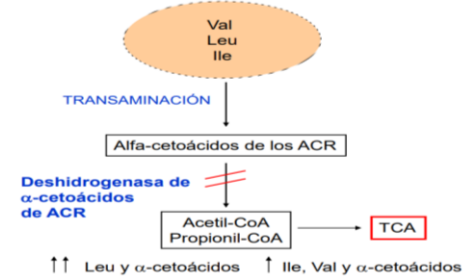 Val
Leu
Ile
TRANSAMINACIÓN
Alfa-cetoácidos de los ACR
Deshidrogenasa de
α-cetoácidos
de ACR
Acetil-CoA
Propionil-CoA
TCA
↑↑ Leu y α-cetoácidos ↑ Ile, Val y α-cetoácidos